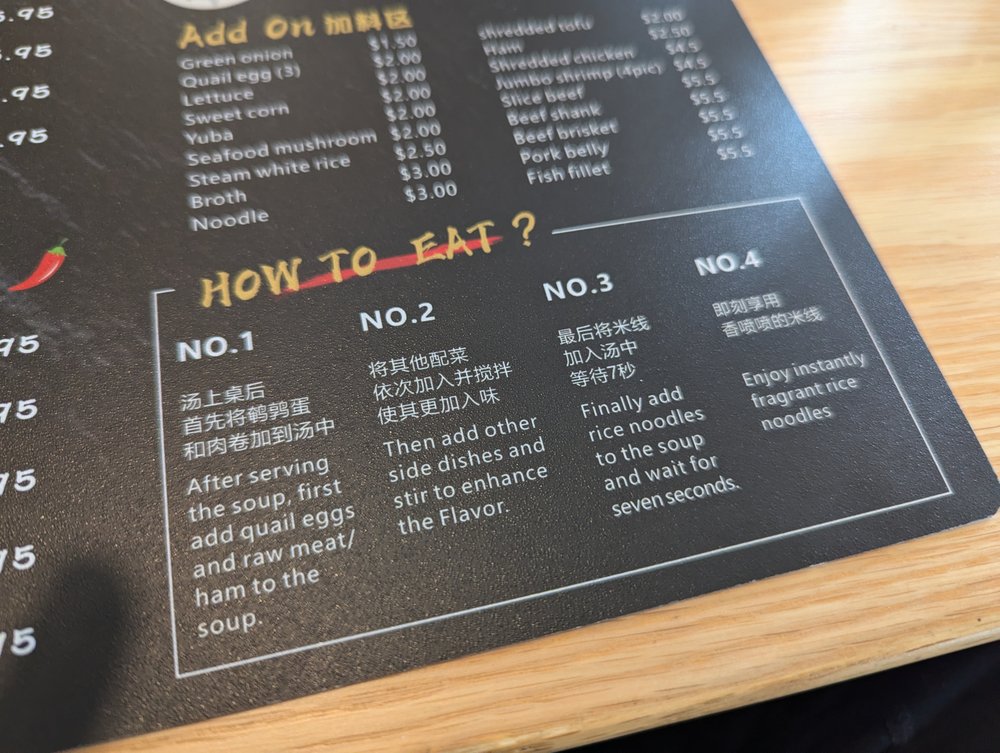 5.95
.95
.95
.95
95
Add On 加料区
Green onion $1.50
Quail egg (3) $2.00
Lettuce $2.00
Sweet corn $2.00
Yuba $2.00
Seafood mushroom $2.00
Steam white rice $2.50
Broth $3.00
Noodle $3.00
shredded tofu $2.00
Ham $2.50
Shredded chicken $4.5
Jumbo shrimp (4pic) $4.5
Slice beef $5.5
Beef shank $5.5
Beef brisket $5.5
Pork belly $5.5
Fish fillet $5.5
HOW TO EAT?
NO.1
汤上桌后
首先将鹌鹑蛋
和肉卷加到汤中
After serving
the soup, first
add quail eggs
and raw meat/
ham to the
soup.
NO.2
将其他配菜
依次加入并搅拌
使其更加入味
Then add other
side dishes and
stir to enhance
the Flavor.
NO.3
最后将米线
加入汤中
等待7秒
Finally add
rice noodles
to the soup
and wait for
seven seconds.
NO.4
即刻享用
香喷喷的米线
Enjoy instantly
fragrant rice
noodles